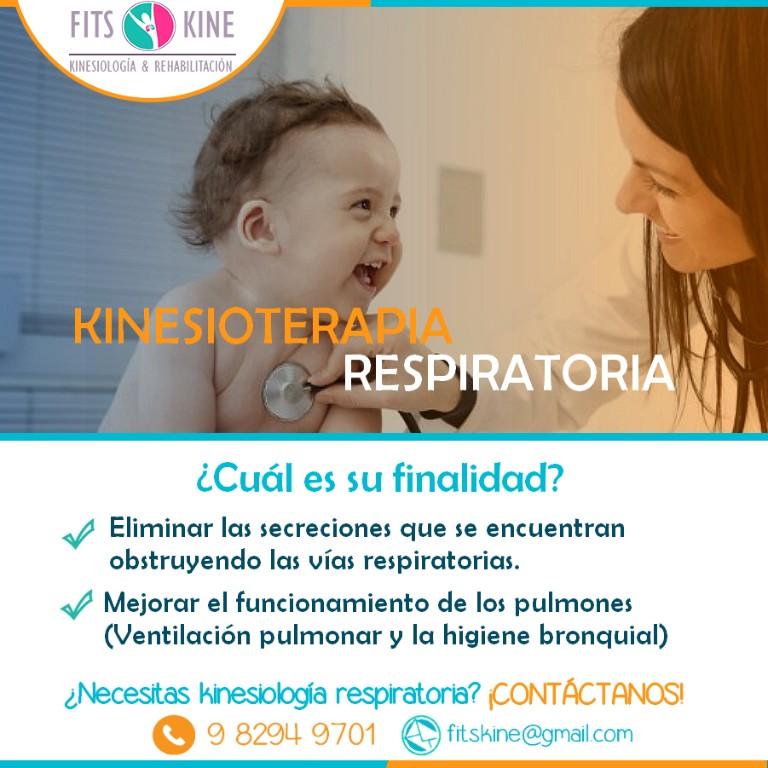 FITS KINE
KINESIOLOGÍA & REHABILITACIÓN
KINESIOTERAPIA
RESPIRATORIA
¿Cuál es su finalidad?
Eliminar las secreciones que se encuentran
obstruyendo las vías respiratorias.
Mejorar el funcionamiento de los pulmones
(Ventilación pulmonar y la higiene bronquial)
¿Necesitas kinesiología respiratoria? ¡CONTÁCTANOS!
9 8294 9701 fitskine@gmail.com